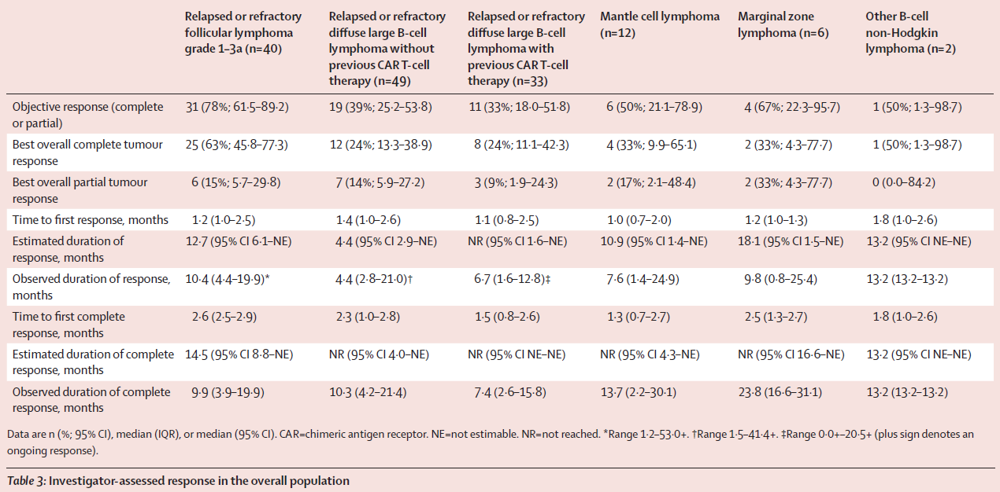 Relapsed or refractory follicular lymphoma grade 1–3a (n=40) | Relapsed or refractory diffuse large B-cell lymphoma without previous CAR T-cell therapy (n=49) | Relapsed or refractory diffuse large B-cell lymphoma with previous CAR T-cell therapy (n=33) | Mantle cell lymphoma (n=12) | Marginal zone lymphoma (n=6) | Other B-cell non-Hodgkin lymphoma (n=2)
Objective response (complete or partial) | 31 (78%; 61·5–89·2) | 19 (39%; 25·2–53·8) | 11 (33%; 18·0–51·8) | 6 (50%; 21·1–78·9) | 4 (67%; 22·3–95·7) | 1 (50%; 1·3–98·7)
Best overall complete tumour response | 25 (63%; 45·8–77·3) | 12 (24%; 13·3–38·9) | 8 (24%; 11·1–42·3) | 4 (33%; 9·9–65·1) | 2 (33%; 4·3–77·7) | 1 (50%; 1·3–98·7)
Best overall partial tumour response | 6 (15%; 5·7–29·8) | 7 (14%; 5·9–27·2) | 3 (9%; 1·9–24·3) | 2 (17%; 2·1–48·4) | 2 (33%; 4·3–77·7) | 0 (0·0–84·2)
Time to first response, months | 1·2 (1·0–2·5) | 1·4 (1·0–2·6) | 1·1 (0·8–2·5) | 1·0 (0·7–2·0) | 1·2 (1·0–1·3) | 1·8 (1·0–2·6)
Estimated duration of response, months | 12·7 (95% CI 6·1–NE) | 4·4 (95% CI 2·9–NE) | NR (95% CI 1·6–NE) | 10·9 (95% CI 1·4–NE) | 18·1 (95% CI 1·5–NE) | 13·2 (95% CI NE–NE)
Observed duration of response, months | 10·4 (4·4–19·9)* | 4·4 (2·8–21·0)† | 6·7 (1·6–12·8)‡ | 7·6 (1·4–24·9) | 9·8 (0·8–25·4) | 13·2 (13·2–13·2)
Time to first complete response, months | 2·6 (2·5–2·9) | 2·3 (1·0–2·8) | 1·5 (0·8–2·6) | 1·3 (0·7–2·7) | 2·5 (1·3–2·7) | 1·8 (1·0–2·6)
Estimated duration of complete response, months | 14·5 (95% CI 8·8–NE) | NR (95% CI 4·0–NE) | NR (95% CI NE–NE) | NR (95% CI 4·3–NE) | NR (95% CI 16·6–NE) | 13·2 (95% CI NE–NE)
Observed duration of complete response, months | 9·9 (3·9–19·9) | 10·3 (4·2–21·4) | 7·4 (2·6–15·8) | 13·7 (2·2–30·1) | 23·8 (16·6–31·1) | 13·2 (13·2–13·2)
Data are n (%; 95% CI), median (IQR), or median (95% CI). CAR=chimeric antigen receptor. NE=not estimable. NR=not reached. *Range 1·2–53·0+. †Range 1·5–41·4+. ‡Range 0·0+–20·5+ (plus sign denotes an
ongoing response).
Table 3: Investigator-assessed response in the overall population